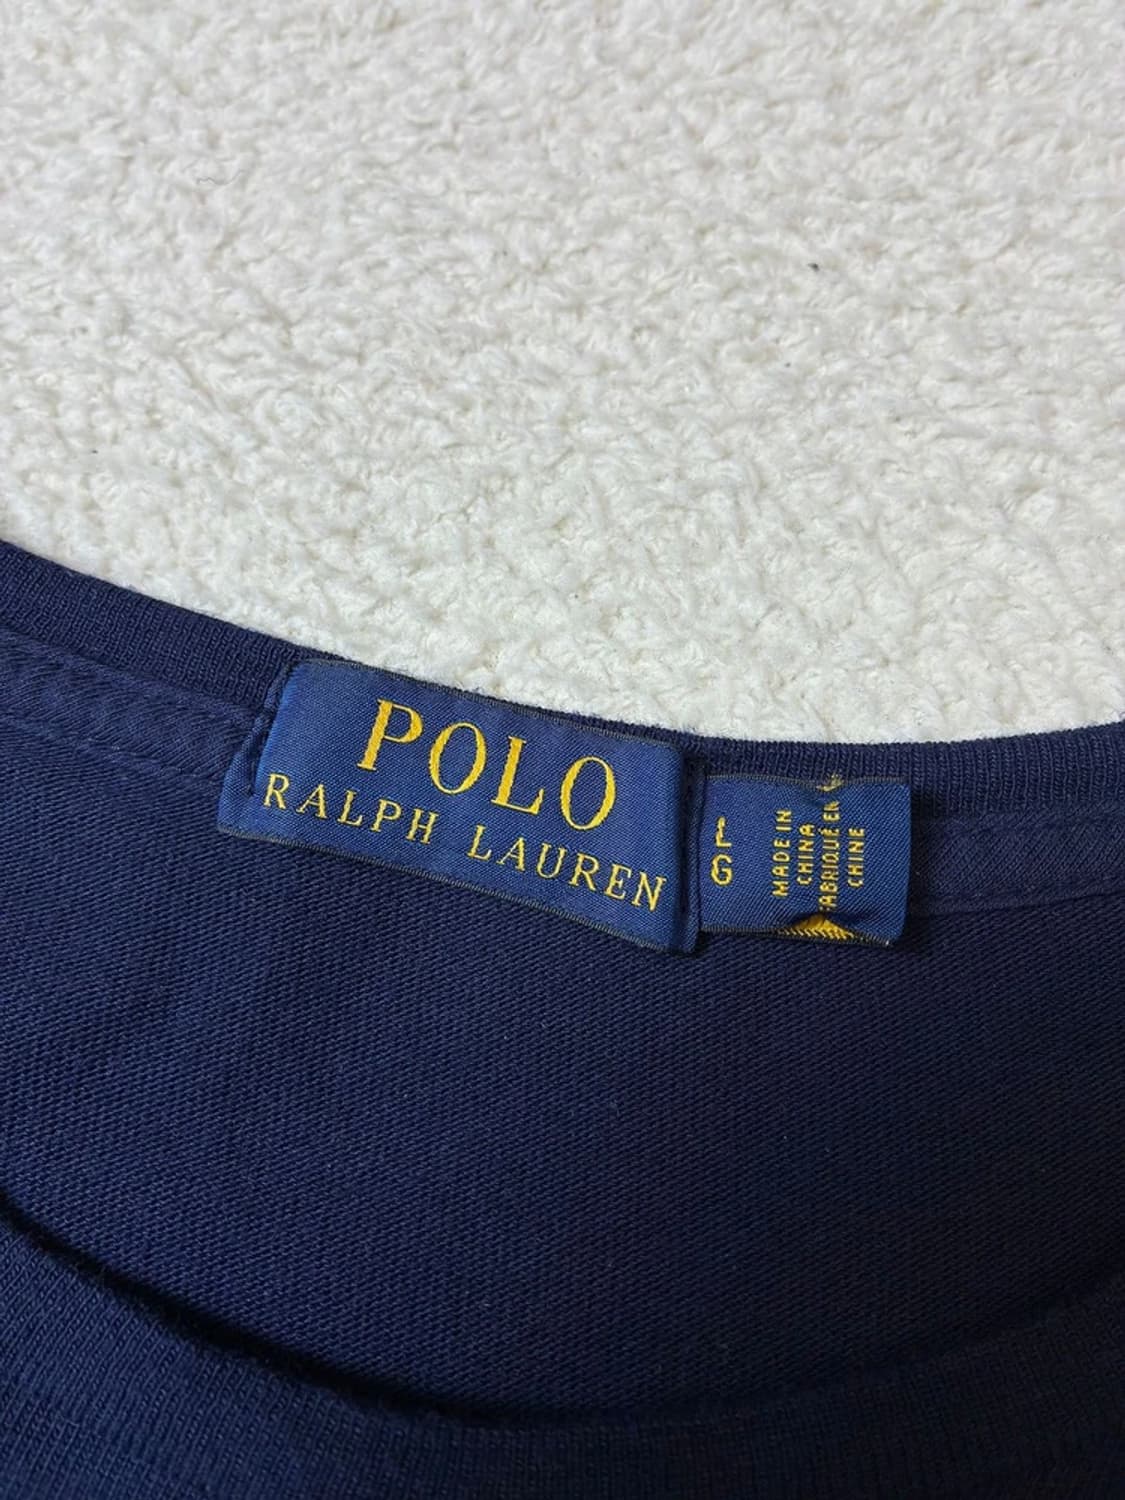 POLO
RALPH LAUREN
L
G
MADE IN
CHINA
FABRIQUÉ EN
CHINE